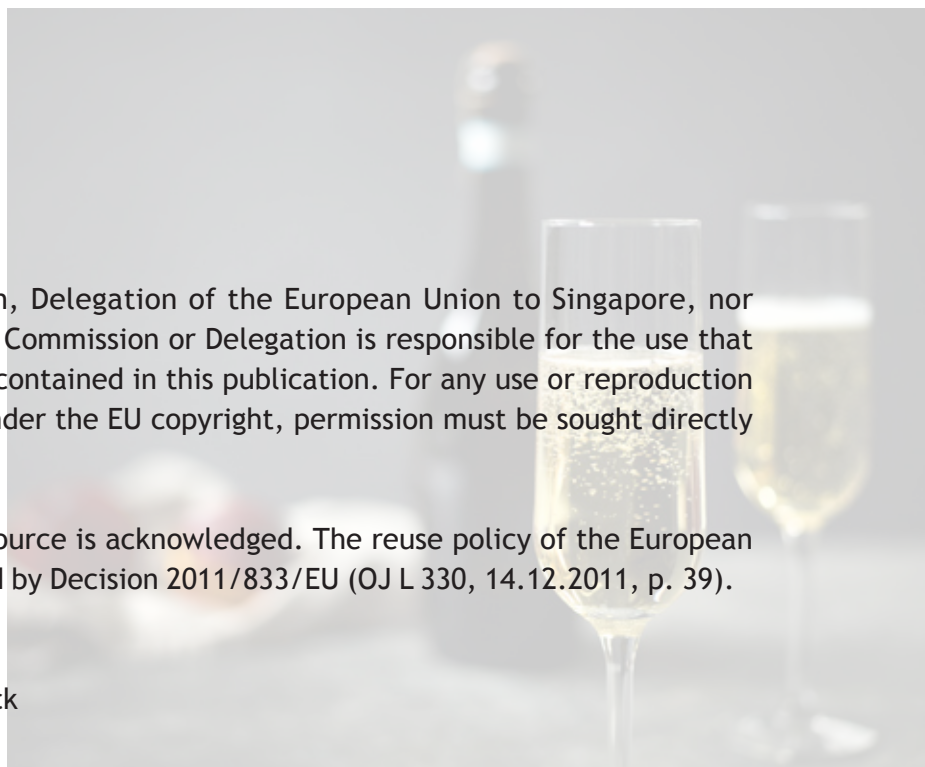 Delegation of the European Union to Singapore, nor
Commission or Delegation is responsible for the use that
contained in this publication. For any use or reproduction
the EU copyright, permission must be sought directly
is acknowledged. The reuse policy of the European
by Decision 2011/833/EU (OJ L 330, 14.12.2011, p. 39).